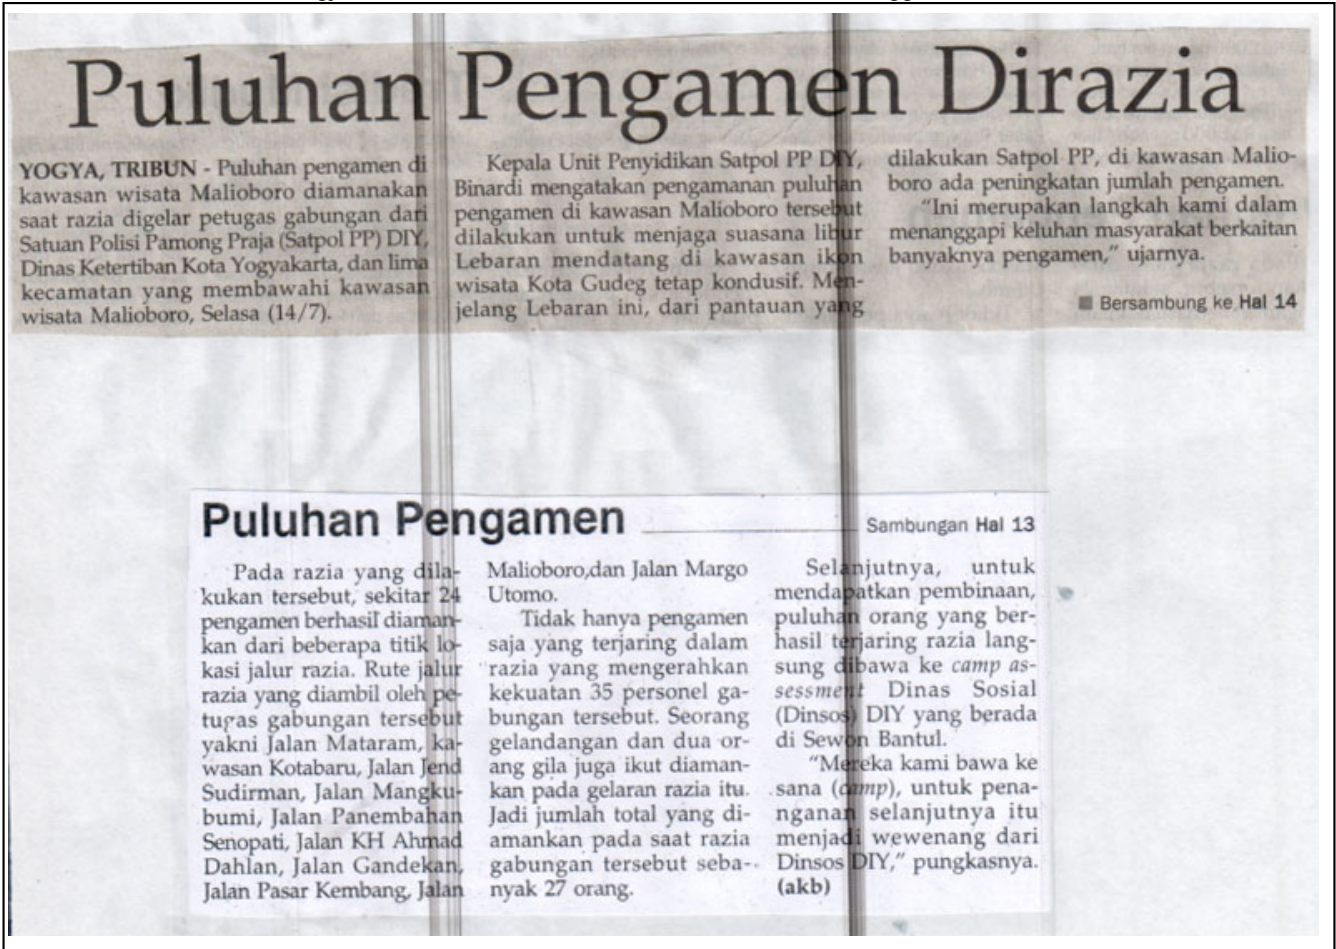 Puluhan Pengamen Dirazia
YOGYA, TRIBUN - Puluhan pengamen di
kawasan wisata Malioboro diamanakan
saat razia digelar petugas gabungan dari
Satuan Polisi Pamong Praja (Satpol PP) DIY,
Dinas Ketertiban Kota Yogyakarta, dan lima
kecamatan yang membawahi kawasan
wisata Malioboro, Selasa (14/7).
Kepala Unit Penyidikan Satpol PP DIY,
Binardi mengatakan pengamanan puluhan
pengamen di kawasan Malioboro tersebut
dilakukan untuk menjaga suasana libur
Lebaran mendatang di kawasan ikon
wisata Kota Gudeg tetap kondusif. Men-
jelang Lebaran ini, dari pantauan yang
dilakukan Satpol PP, di kawasan Malio-
boro ada peningkatan jumlah pengamen.
"Ini merupakan langkah kami dalam
menanggapi keluhan masyarakat berkaitan
banyaknya pengamen," ujarnya.
■ Bersambung ke Hal 14
Puluhan Pengamen
Sambungan Hal 13
Pada razia yang dila-
kukan tersebut, sekitar 24
pengamen berhasil diaman-
kan dari beberapa titik lo-
kasi jalur razia. Rute jalur
razia yang diambil oleh pe-
tugas gabungan tersebut
yakni Jalan Mataram, ka-
wasan Kotabaru, Jalan Jend
Sudirman, Jalan Mangku-
bumi, Jalan Panembahan
Senopati, Jalan KH Ahmad
Dahlan, Jalan Gandekan,
Jalan Pasar Kembang, Jalan
Malioboro,dan Jalan Margo
Utomo.
Tidak hanya pengamen
saja yang terjaring dalam
razia yang mengerahkan
kekuatan 35 personel ga-
bungan tersebut. Seorang
gelandangan dan dua or-
ang gila juga ikut diaman-
kan pada gelaran razia itu.
Jadi jumlah total yang di-
amankan pada saat razia
gabungan tersebut seba-
nyak 27 orang.
Selanjutnya, untuk
mendapatkan pembinaan,
puluhan orang yang ber-
hasil terjaring razia lang-
sung dibawa ke camp as-
sessment Dinas Sosial
(Dinsos) DIY yang berada
di Sewon Bantul.
"Mereka kami bawa ke
sana (camp), untuk pena-
nganan selanjutnya itu
menjadi wewenang dari
Dinsos DIY," pungkasnya.
(akb)